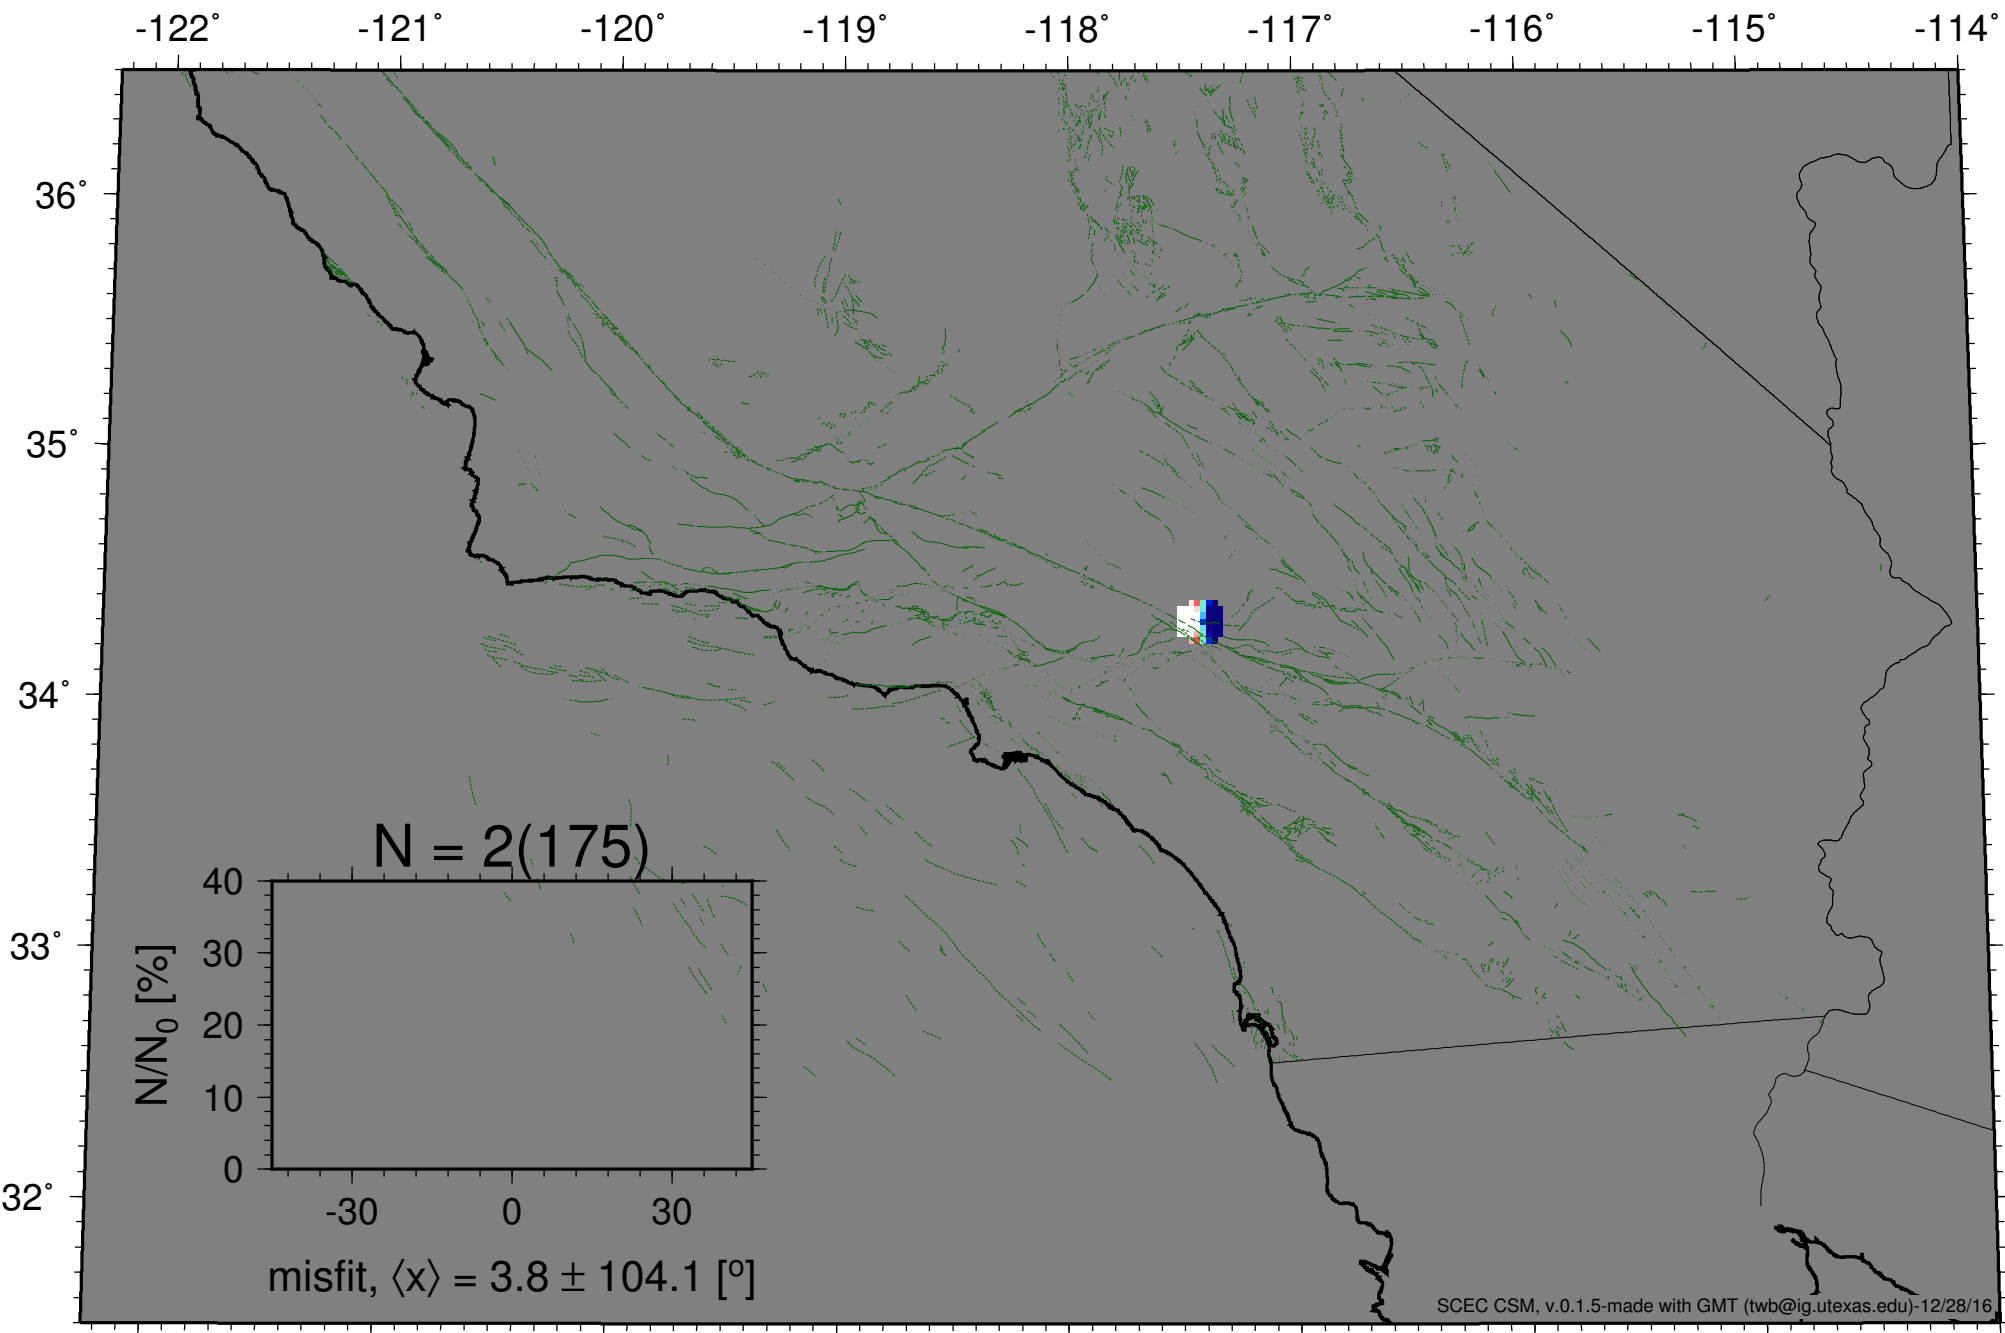 -122° -121° -120° -119° -118° -117° -116° -115° -114°
36°
35°
34°
33°
32°
N = 2(175)
N/N₀ [%]
40
30
20
10
0
-30 0 30
misfit, ⟨x⟩ = 3.8 ± 104.1 [º]
SCEC CSM, v.0.1.5-made with GMT (twb@ig.utexas.edu)-12/28/16